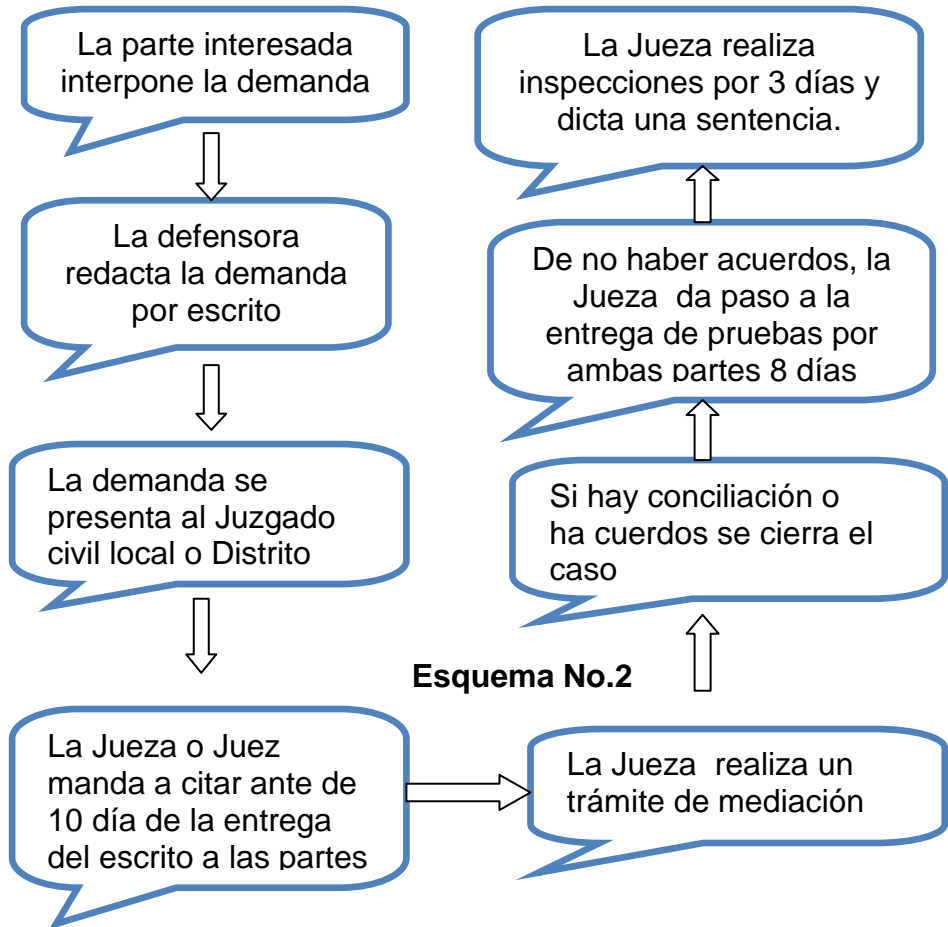 La parte interesada
interpone la demanda
La defensora
redacta la demanda
por escrito
La demanda se
presenta al Juzgado
civil local o Distrito
La Jueza o Juez
manda a citar ante de
10 día de la entrega
del escrito a las partes
La Jueza realiza un
trámite de mediación
Si hay conciliación o
ha cuerdos se cierra el
caso
De no haber acuerdos, la
Jueza da paso a la
entrega de pruebas por
ambas partes 8 días
La Jueza realiza
inspecciones por 3 días y
dicta una sentencia.
Esquema No.2